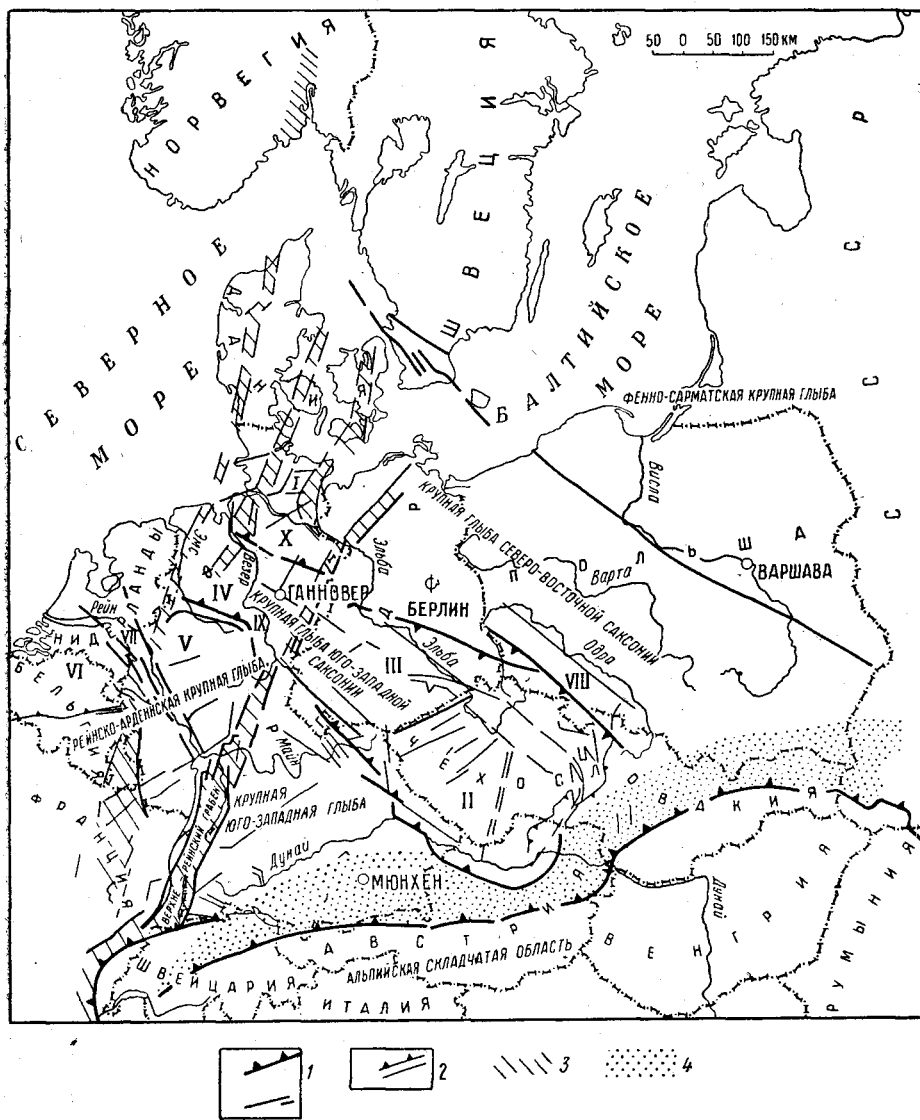 50 0 50 100 150 КМ
НОРВЕГИЯ
ШВЕЦИЯ
СССР
СЕВЕРНОЕ
МОРЕ
ДАНИЯ
БАЛТИЙСКОЕ
МОРЕ
ФЕННО-САРМАТСКАЯ КРУПНАЯ ГЛЫБА
I
Висла
КРУПНАЯ ГЛЫБА СЕВЕРО-ВОСТОЧНОЙ САКСОНИИ
ПОЛЬША
НИДЕРЛАНДЫ
Эмс
Везер
X
Эльба
Варта
ВАРШАВА
IV
ГАННОВЕР
Ф
Р
Г
Д
БЕРЛИН
Рейн
VII
V
IX
КРУПНАЯ ГЛЫБА ЮГО-ЗАПАДНОЙ
САКСОНИИ
III
Эльба
Одра
VIII
VI
БЕЛЬГИЯ
РЕЙНСКО-АРДЕННСКАЯ КРУПНАЯ ГЛЫБА
Майн
ЧЕХОСЛОВАКИЯ
II
ФРАНЦИЯ
КРУПНАЯ
ЮГО-ЗАПАДНАЯ ГЛЫБА
ВЕРХНЕ-РЕЙНСКИЙ ГРАБЕН
Дунай
МЮНХЕН
Дунай
АВСТРИЯ
ВЕНГРИЯ
РУМЫНИЯ
ШВЕЙЦАРИЯ
АЛЬПИЙСКАЯ СКЛАДЧАТАЯ ОБЛАСТЬ
ИТАЛИЯ
1
2
3
4